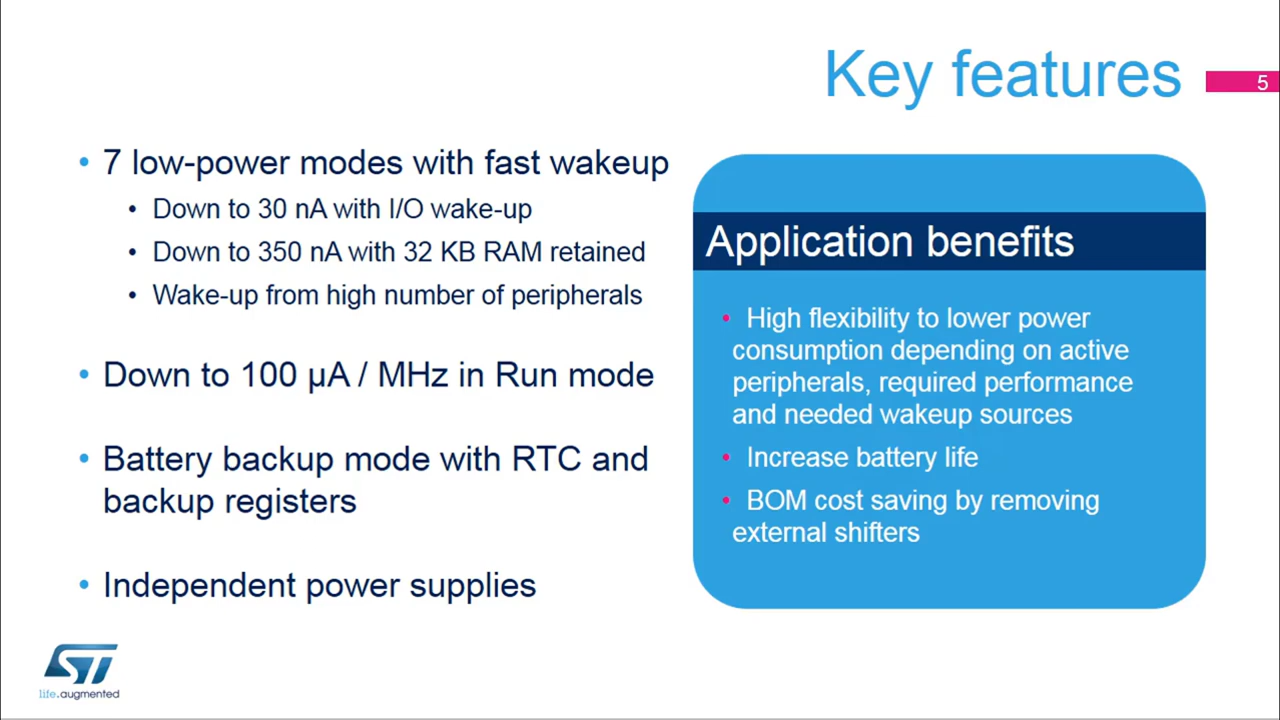 Key features
5
• 7 low-power modes with fast wakeup
• Down to 30 nA with I/O wake-up
• Down to 350 nA with 32 KB RAM retained
• Wake-up from high number of peripherals
• Down to 100 µA / MHz in Run mode
• Battery backup mode with RTC and
backup registers
• Independent power supplies
Application benefits
• High flexibility to lower power
consumption depending on active
peripherals, required performance
and needed wakeup sources
• Increase battery life
• BOM cost saving by removing
external shifters
ST
life.augmented